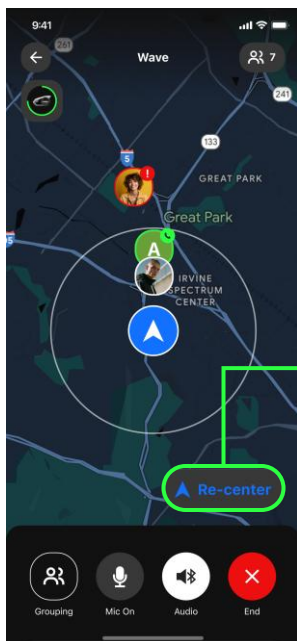 9:41
261
Wave
7
241
133
5
GREAT PARK
!
Great Park
A
IRVINE
SPECTRUM
CENTER
Re-center
Grouping
Mic On
Audio
End